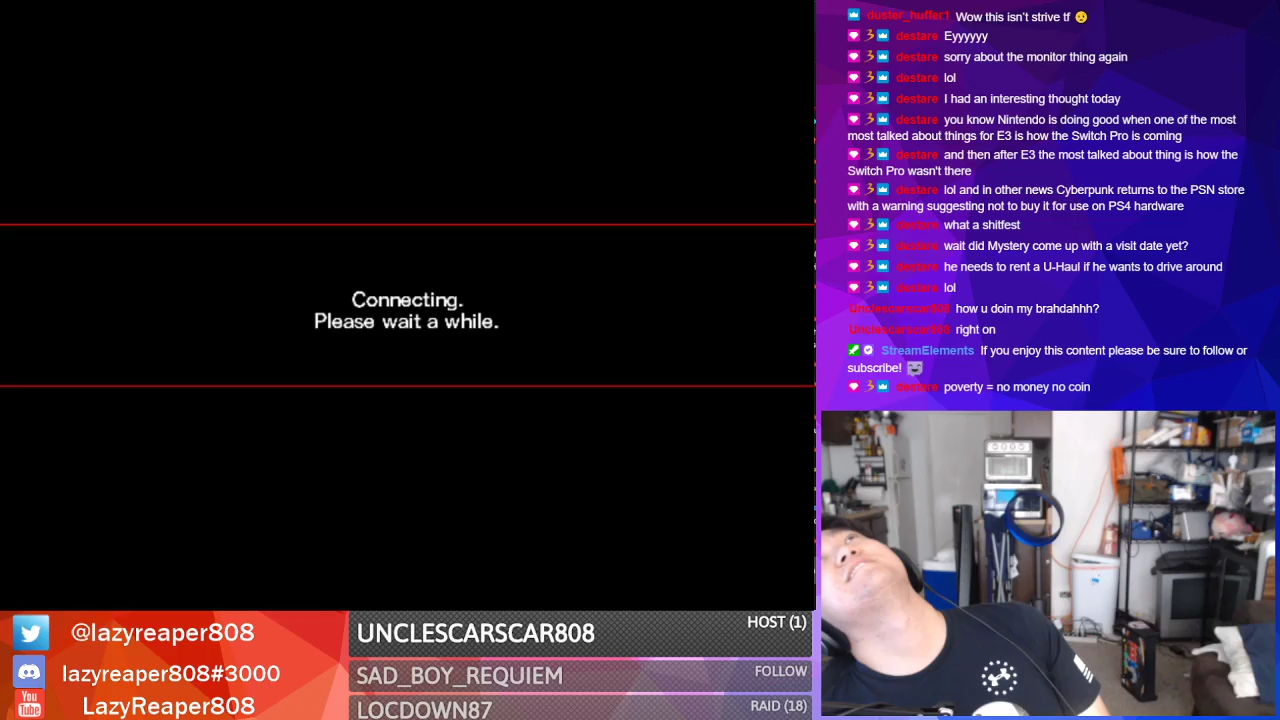 duster_huffer1 Wow this isn't strive tf
destare Eyyyyyy
destare sorry about the monitor thing again
destare lol
destare I had an interesting thought today
destare you know Nintendo is doing good when one of the most
most talked about things for E3 is how the Switch Pro is coming
destare and then after E3 the most talked about thing is how the
Switch Pro wasn't there
destare lol and in other news Cyberpunk returns to the PSN store
with a warning suggesting not to buy it for use on PS4 hardware
destare what a shitfest
destare wait did Mystery come up with a visit date yet?
destare he needs to rent a U-Haul if he wants to drive around
destare lol
Unclescarscar808 how u doin my brahdahhh?
Unclescarscar808 right on
StreamElements If you enjoy this content please be sure to follow or
subscribe!
destare poverty = no money no coin
Connecting.
Please wait a while.
@lazyreaper808
lazyreaper808#3000
You
Tube
LazyReaper808
UNCLESCARSCAR808 HOST (1)
SAD_BOY_REQUIEM FOLLOW
LOCDOWN87 RAID (18)